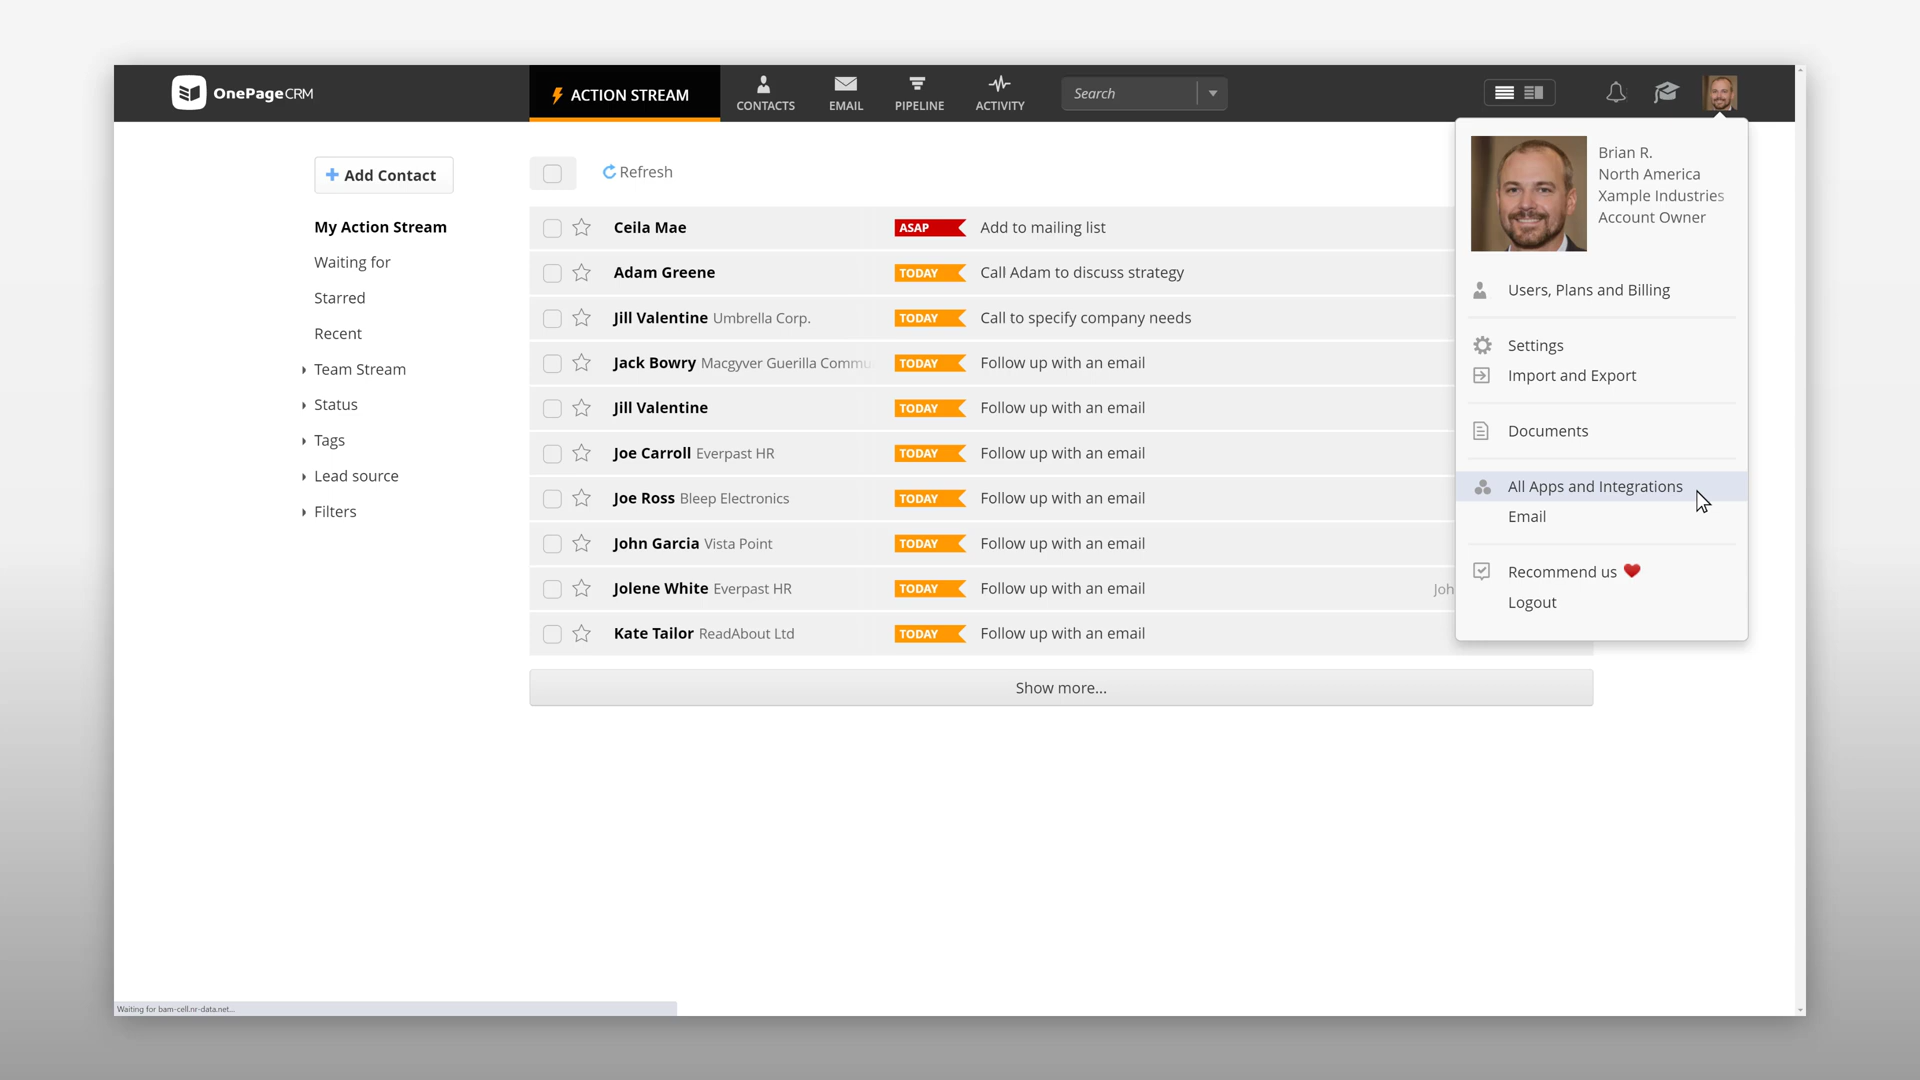 OnePageCRM
ACTION STREAM
CONTACTS
EMAIL
PIPELINE
ACTIVITY
Search
Brian R.
North America
Xample Industries
Account Owner
Users, Plans and Billing
Settings
Import and Export
Documents
All Apps and Integrations
Email
Recommend us
Logout
Add Contact
My Action Stream
Waiting for
Starred
Recent
Team Stream
Status
Tags
Lead source
Filters
Refresh
Ceila Mae ASAP Add to mailing list
Adam Greene TODAY Call Adam to discuss strategy
Jill Valentine Umbrella Corp. TODAY Call to specify company needs
Jack Bowry Macgyver Guerilla Commu TODAY Follow up with an email
Jill Valentine TODAY Follow up with an email
Joe Carroll Everpast HR TODAY Follow up with an email
Joe Ross Bleep Electronics TODAY Follow up with an email
John Garcia Vista Point TODAY Follow up with an email
Jolene White Everpast HR TODAY Follow up with an email Joh
Kate Tailor ReadAbout Ltd TODAY Follow up with an email
Show more...
Waiting for bam-cell.nr-data.net...